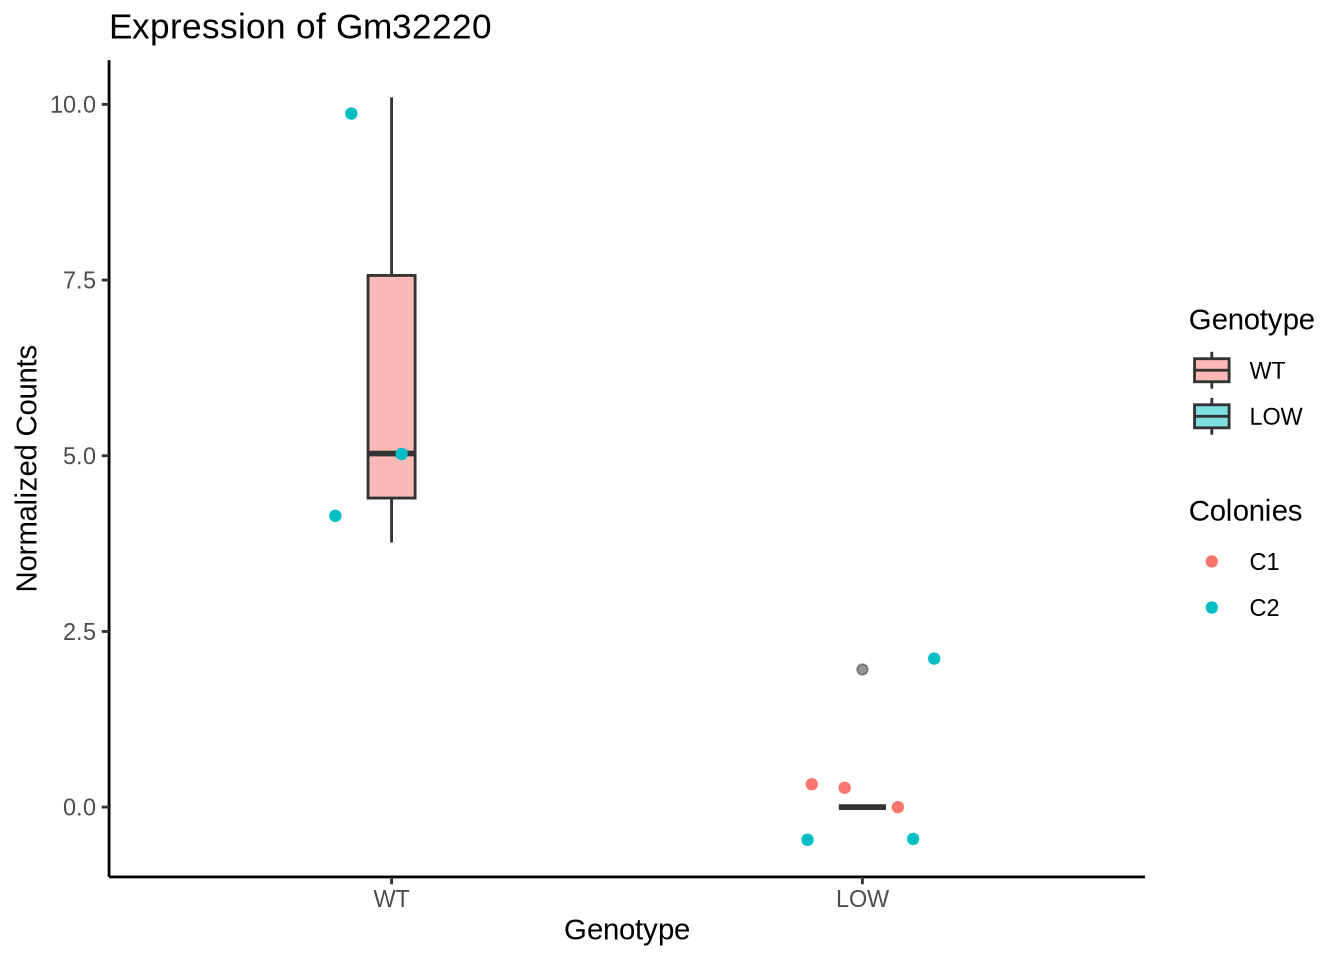 Expression of Gm32220
10.0
7.5
5.0
2.5
0.0
Normalized Counts
WT
LOW
Genotype
Genotype
WT
LOW
Colonies
C1
C2